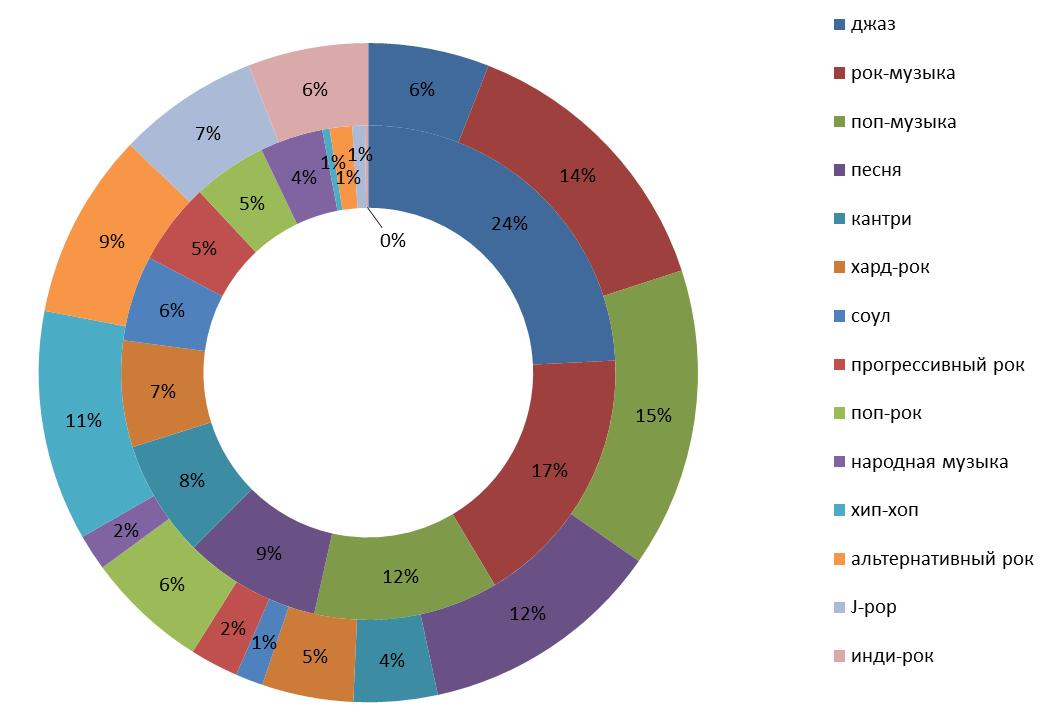 джаз
рок-музыка
поп-музыка
песня
кантри
хард-рок
соул
прогрессивный рок
поп-рок
народная музыка
хип-хоп
альтернативный рок
J-pop
инди-рок
6%
14%
15%
12%
4%
5%
1%
2%
6%
2%
11%
9%
7%
6%
24%
17%
12%
9%
8%
7%
6%
5%
5%
4%
1%
1%
1%
0%